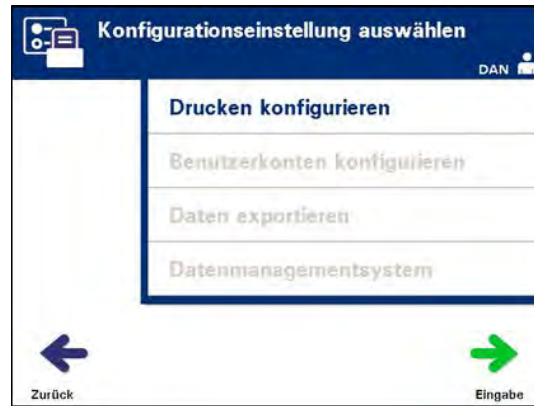 Konfigurationseinstellung auswählen
DAN
Drucken konfigurieren
Benutzerkonten konfigurieren
Daten exportieren
Datenmanagementsystem
Zurück
Eingabe